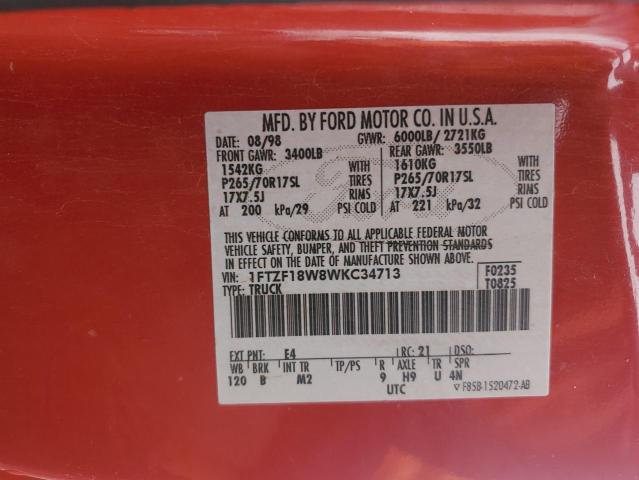 MFD. BY FORD MOTOR CO. IN U.S.A.
DATE: 08/98 GVWR: 6000LB/ 2721KG
FRONT GAWR: 3400LB REAR GAWR: 3550LB
1542KG WITH 1610KG WITH
P265/70R17SL TIRES P265/70R17SL TIRES
17X7.5J RIMS 17X7.5J RIMS
AT 200 kPa/29 PSI COLD AT 221 kPa/32 PSI COLD
THIS VEHICLE CONFORMS TO ALL APPLICABLE FEDERAL MOTOR
VEHICLE SAFETY, BUMPER, AND THEFT PREVENTION STANDARDS
IN EFFECT ON THE DATE OF MANUFACTURE SHOWN ABOVE.
VIN: 1FTZF18W8WKC34713 F0235
TYPE: TRUCK T0825
EXT PNT: E4 RC: 21 DSO:
WB BRK INT TR TP/PS R AXLE TR SPR
120 B M2 9 H9 U 4N
UTC ▽ F85B-1520472-AB